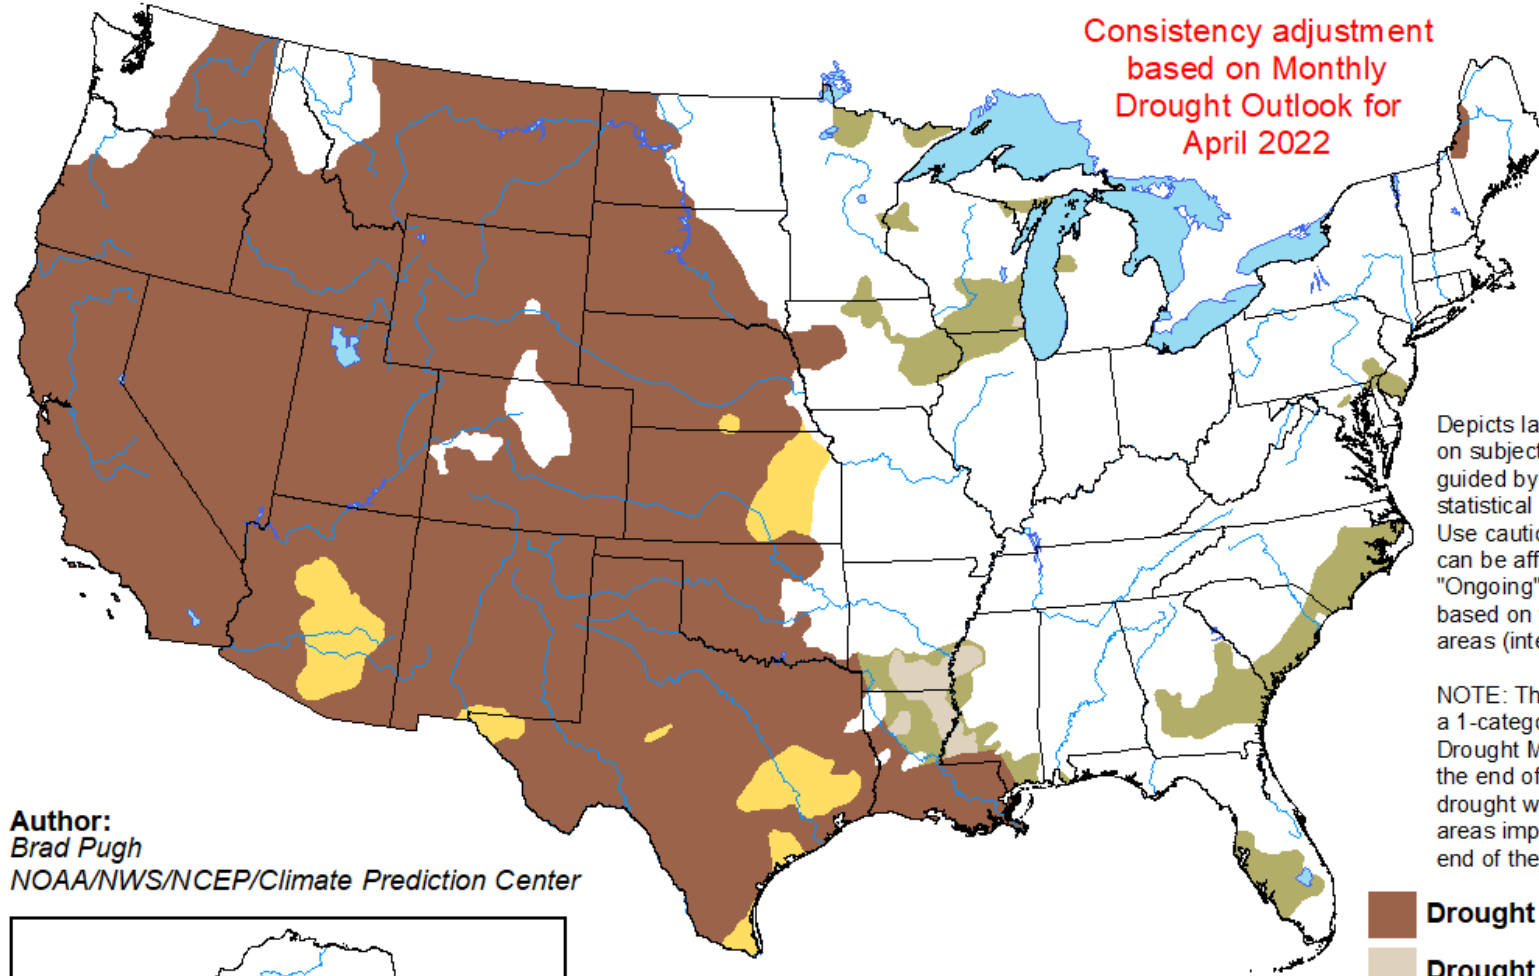 Consistency adjustment
based on Monthly
Drought Outlook for
April 2022
Depicts la
on subject
guided by
statistical
Use cautio
can be aff
"Ongoing"
based on
areas (inte
NOTE: Th
a 1-catego
Drought M
the end of
drought w
areas imp
end of the
Author:
Brad Pugh
NOAA/NWS/NCEP/Climate Prediction Center
Drought
Drought